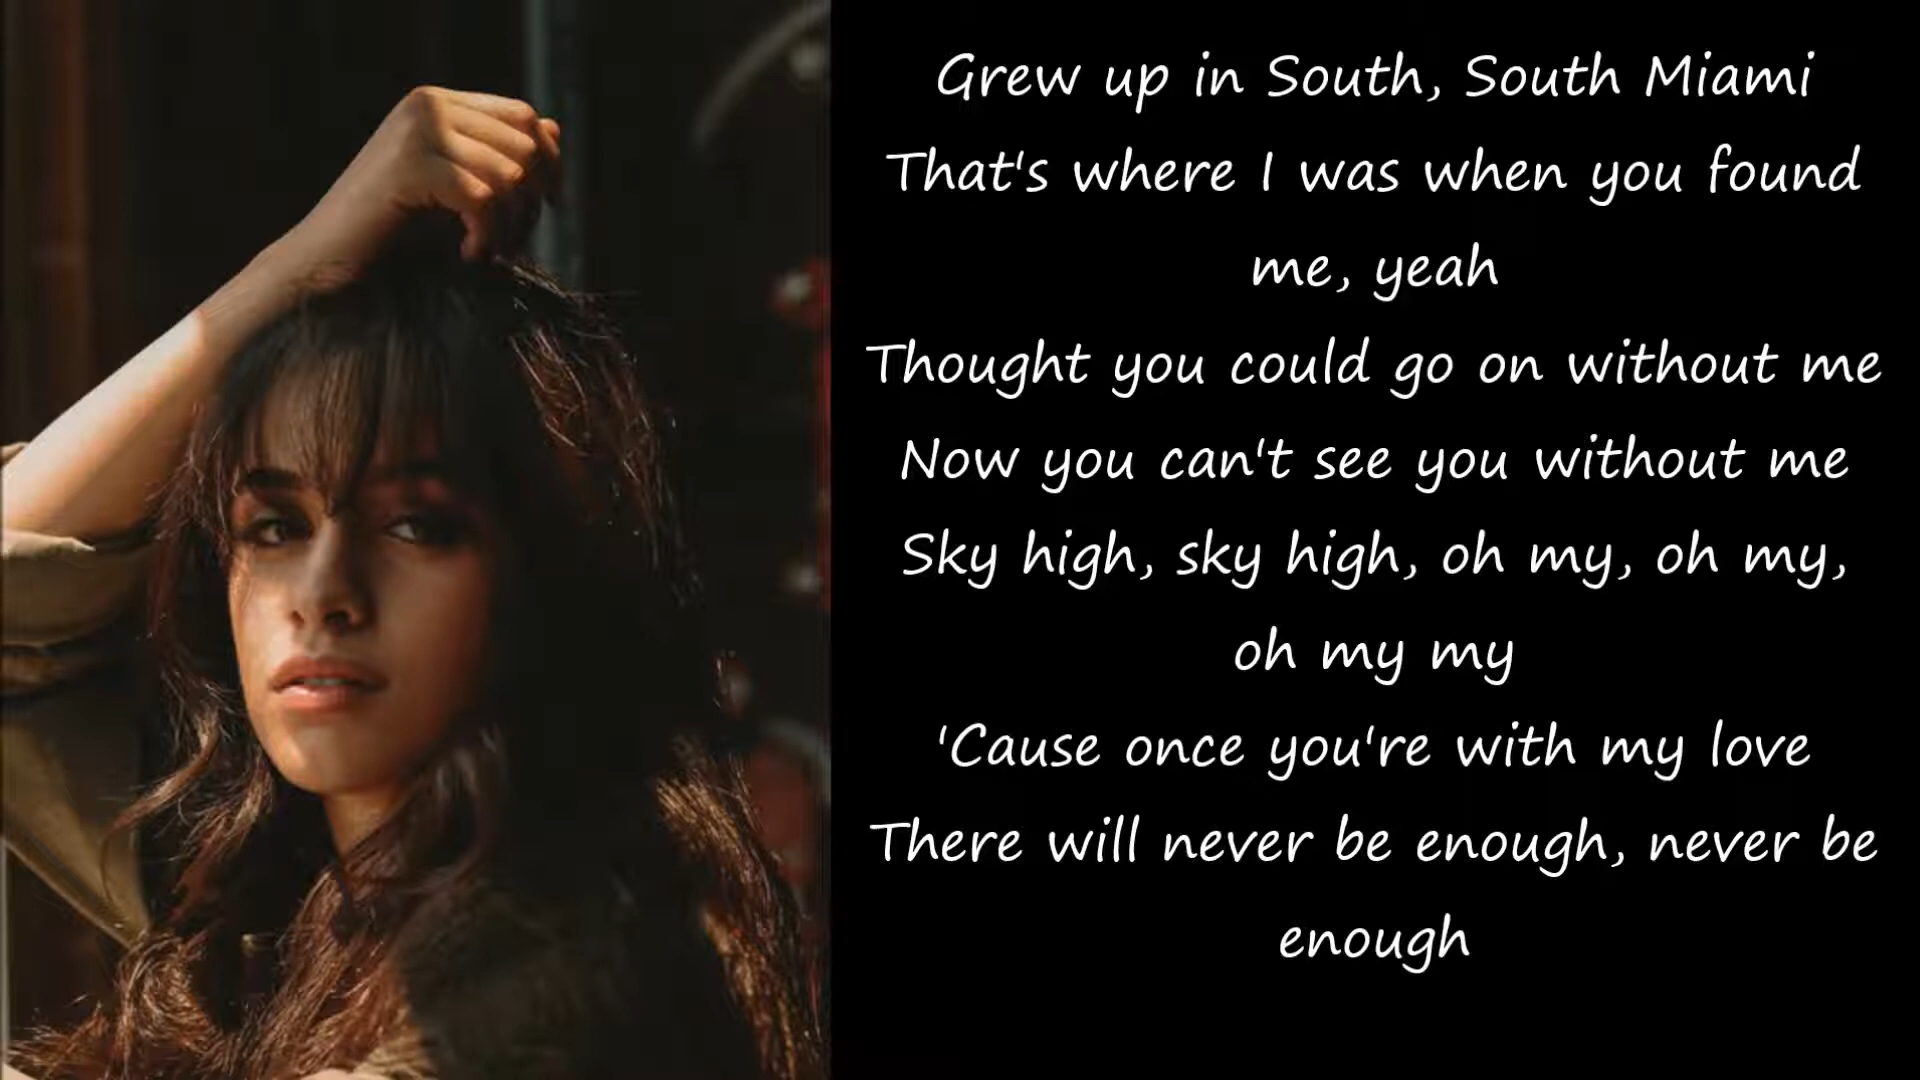 Grew up in South, South Miami
That's where I was when you found
me, yeah
Thought you could go on without me
Now you can't see you without me
Sky high, sky high, oh my, oh my,
oh my my
'Cause once you're with my love
There will never be enough, never be
enough